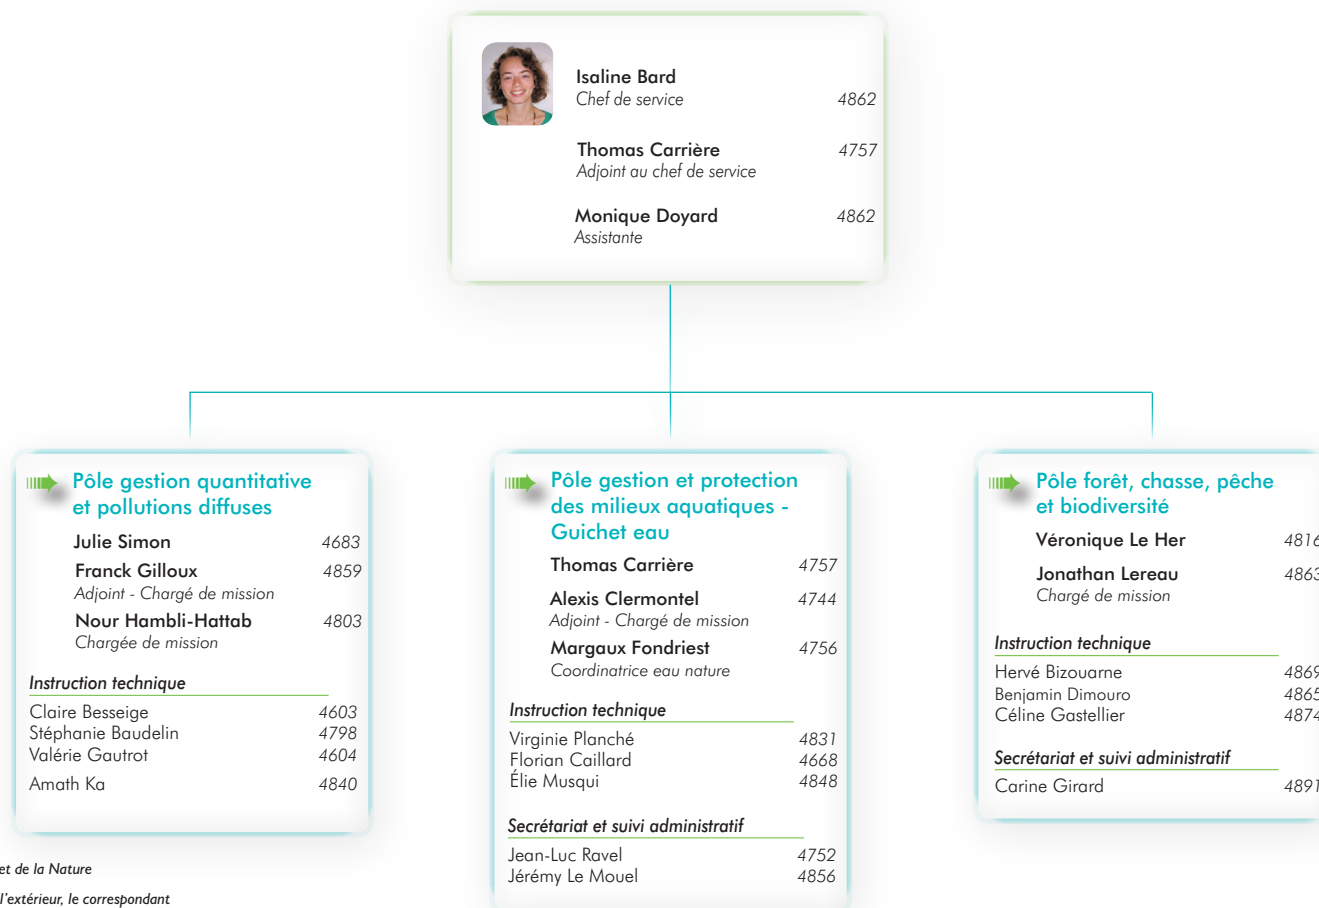 Isaline Bard
Chef de service 4862
Thomas Carrière 4757
Adjoint au chef de service
Monique Doyard 4862
Assistante
Pôle gestion quantitative
et pollutions diffuses
Julie Simon 4683
Franck Gilloux 4859
Adjoint - Chargé de mission
Nour Hambli-Hattab 4803
Chargée de mission
Instruction technique
Claire Besseige 4603
Stéphanie Baudelin 4798
Valérie Gautrot 4604
Amath Ka 4840
Pôle gestion et protection
des milieux aquatiques -
Guichet eau
Thomas Carrière 4757
Alexis Clermontel 4744
Adjoint - Chargé de mission
Margaux Fondriest 4756
Coordinatrice eau nature
Instruction technique
Virginie Planché 4831
Florian Caillard 4668
Élie Musqui 4848
Secrétariat et suivi administratif
Jean-Luc Ravel 4752
Jérémy Le Mouel 4856
Pôle forêt, chasse, pêche
et biodiversité
Véronique Le Her 4816
Jonathan Lereau 4863
Chargé de mission
Instruction technique
Hervé Bizouarne 4869
Benjamin Dimouro 4865
Céline Gastellier 4874
Secrétariat et suivi administratif
Carine Girard 4891
et de la Nature
l'extérieur, le correspondant